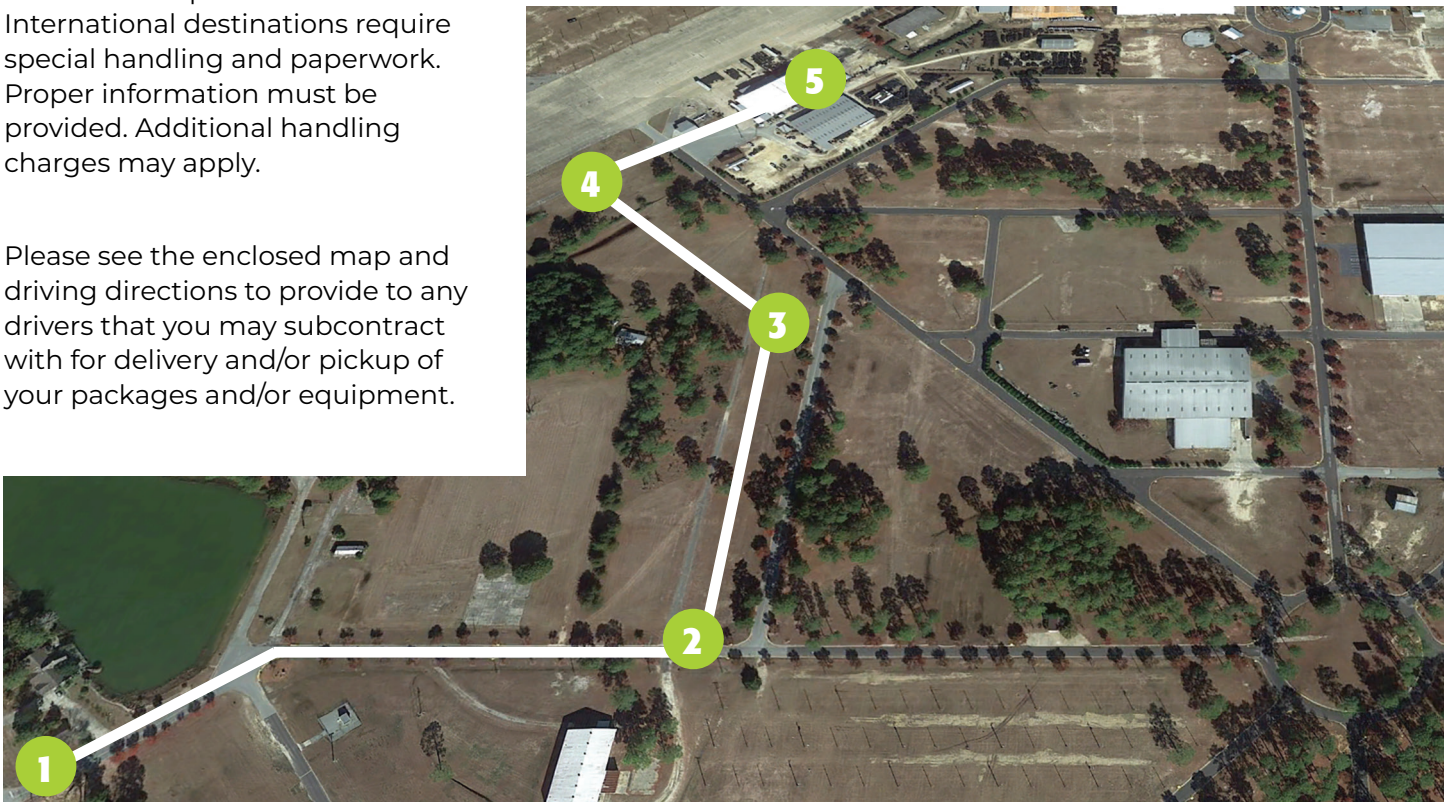 International destinations require
special handling and paperwork.
Proper information must be
provided. Additional handling
charges may apply.
Please see the enclosed map and
driving directions to provide to any
drivers that you may subcontract
with for delivery and/or pickup of
your packages and/or equipment.
5
4
3
2
1